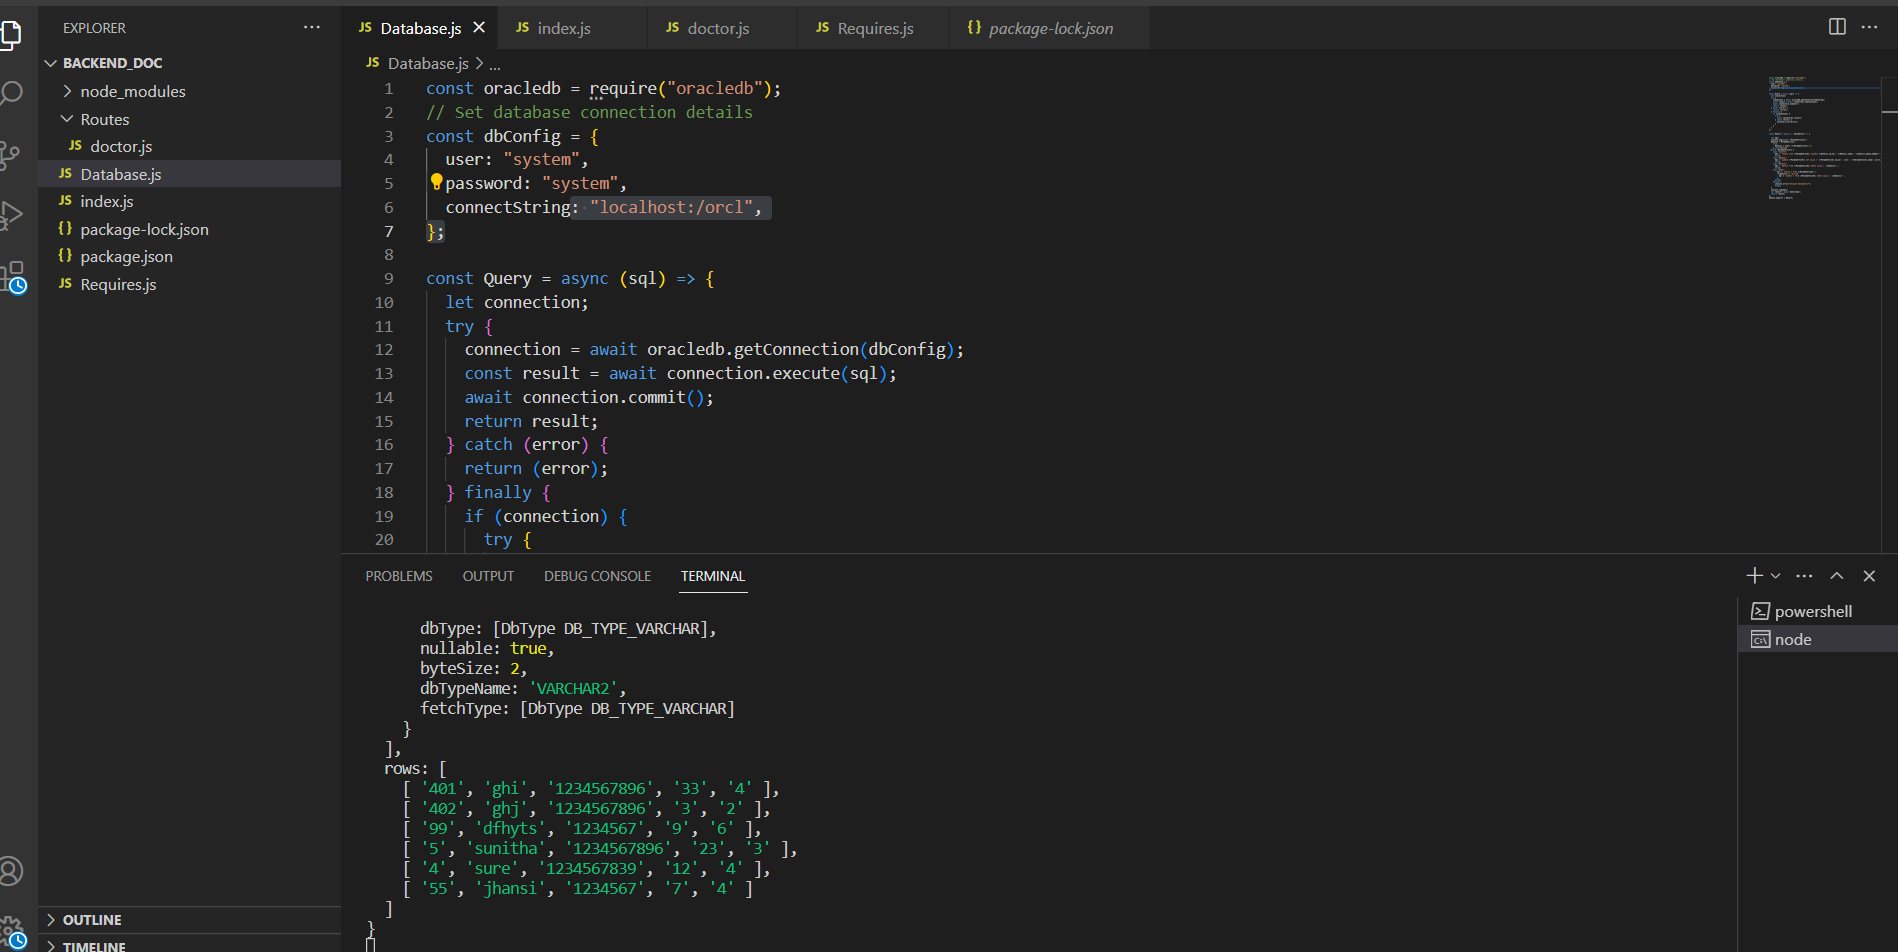 EXPLORER
BACKEND_DOC
node_modules
Routes
JS doctor.js
JS Database.js
JS index.js
{} package-lock.json
{} package.json
JS Requires.js
OUTLINE
TIMELINE
JS Database.js
JS index.js
JS doctor.js
JS Requires.js
{} package-lock.json
JS Database.js > ...
1 const oracledb = require("oracledb");
2 // Set database connection details
3 const dbConfig = {
4 user: "system",
5 password: "system",
6 connectString: "localhost:/orcl",
7 };
8
9 const Query = async (sql) => {
10 let connection;
11 try {
12 connection = await oracledb.getConnection(dbConfig);
13 const result = await connection.execute(sql);
14 await connection.commit();
15 return result;
16 } catch (error) {
17 return (error);
18 } finally {
19 if (connection) {
20 try {
PROBLEMS OUTPUT DEBUG CONSOLE TERMINAL
dbType: [DbType DB_TYPE_VARCHAR],
nullable: true,
byteSize: 2,
dbTypeName: 'VARCHAR2',
fetchType: [DbType DB_TYPE_VARCHAR]
}
],
rows: [
[ '401', 'ghi', '1234567896', '33', '4' ],
[ '402', 'ghj', '1234567896', '3', '2' ],
[ '99', 'dfhyts', '1234567', '9', '6' ],
[ '5', 'sunitha', '1234567896', '23', '3' ],
[ '4', 'sure', '1234567839', '12', '4' ],
[ '55', 'jhansi', '1234567', '7', '4' ]
]
}
powershell
node